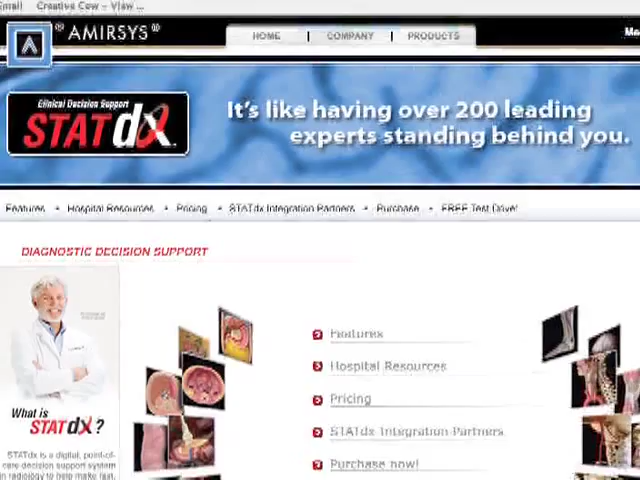 Email Creative Cow – View ...
AMIRSYS®
HOME | COMPANY | PRODUCTS
Clinical Decision Support
STATdx
It's like having over 200 leading
experts standing behind you.
Features • Hospital Resources • Pricing • STATdx Integration Partners • Purchase • FREE Test Drive!
DIAGNOSTIC DECISION SUPPORT
Features
Hospital Resources
Pricing
STATdx Integration Partners
Purchase now!
What is
STATdx?
STATdx is a digital, point-of-
care decision support system
in radiology to help make fast,